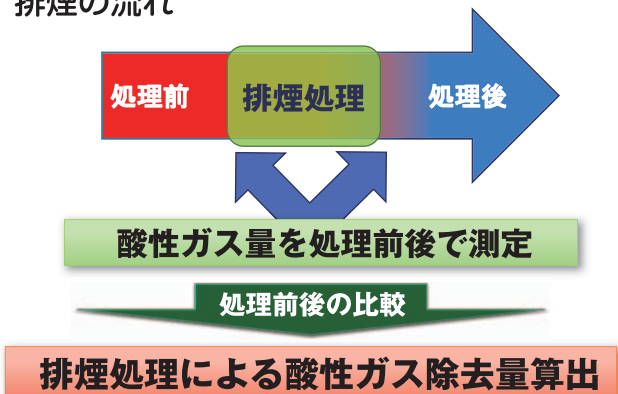 排煙の流れ
処理前
排煙処理
処理後
酸性ガス量を処理前後で測定
処理前後の比較
排煙処理による酸性ガス除去量算出